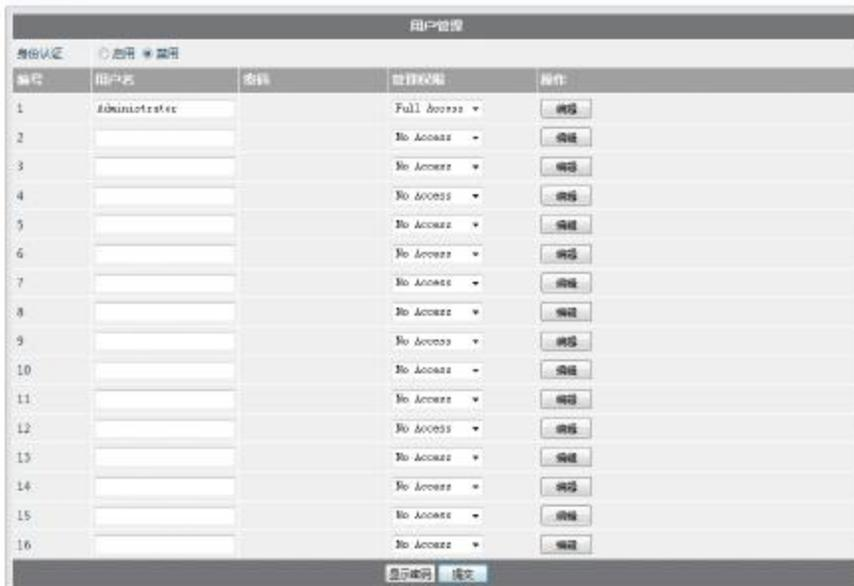 用户管理
身份认证 启用 禁用
编号 用户名 密码 管理权限 操作
1 Administrator Full Access 编辑
2 No Access 编辑
3 No Access 编辑
4 No Access 编辑
5 No Access 编辑
6 No Access 编辑
7 No Access 编辑
8 No Access 编辑
9 No Access 编辑
10 No Access 编辑
11 No Access 编辑
12 No Access 编辑
13 No Access 编辑
14 No Access 编辑
15 No Access 编辑
16 No Access 编辑
显示密码 提交